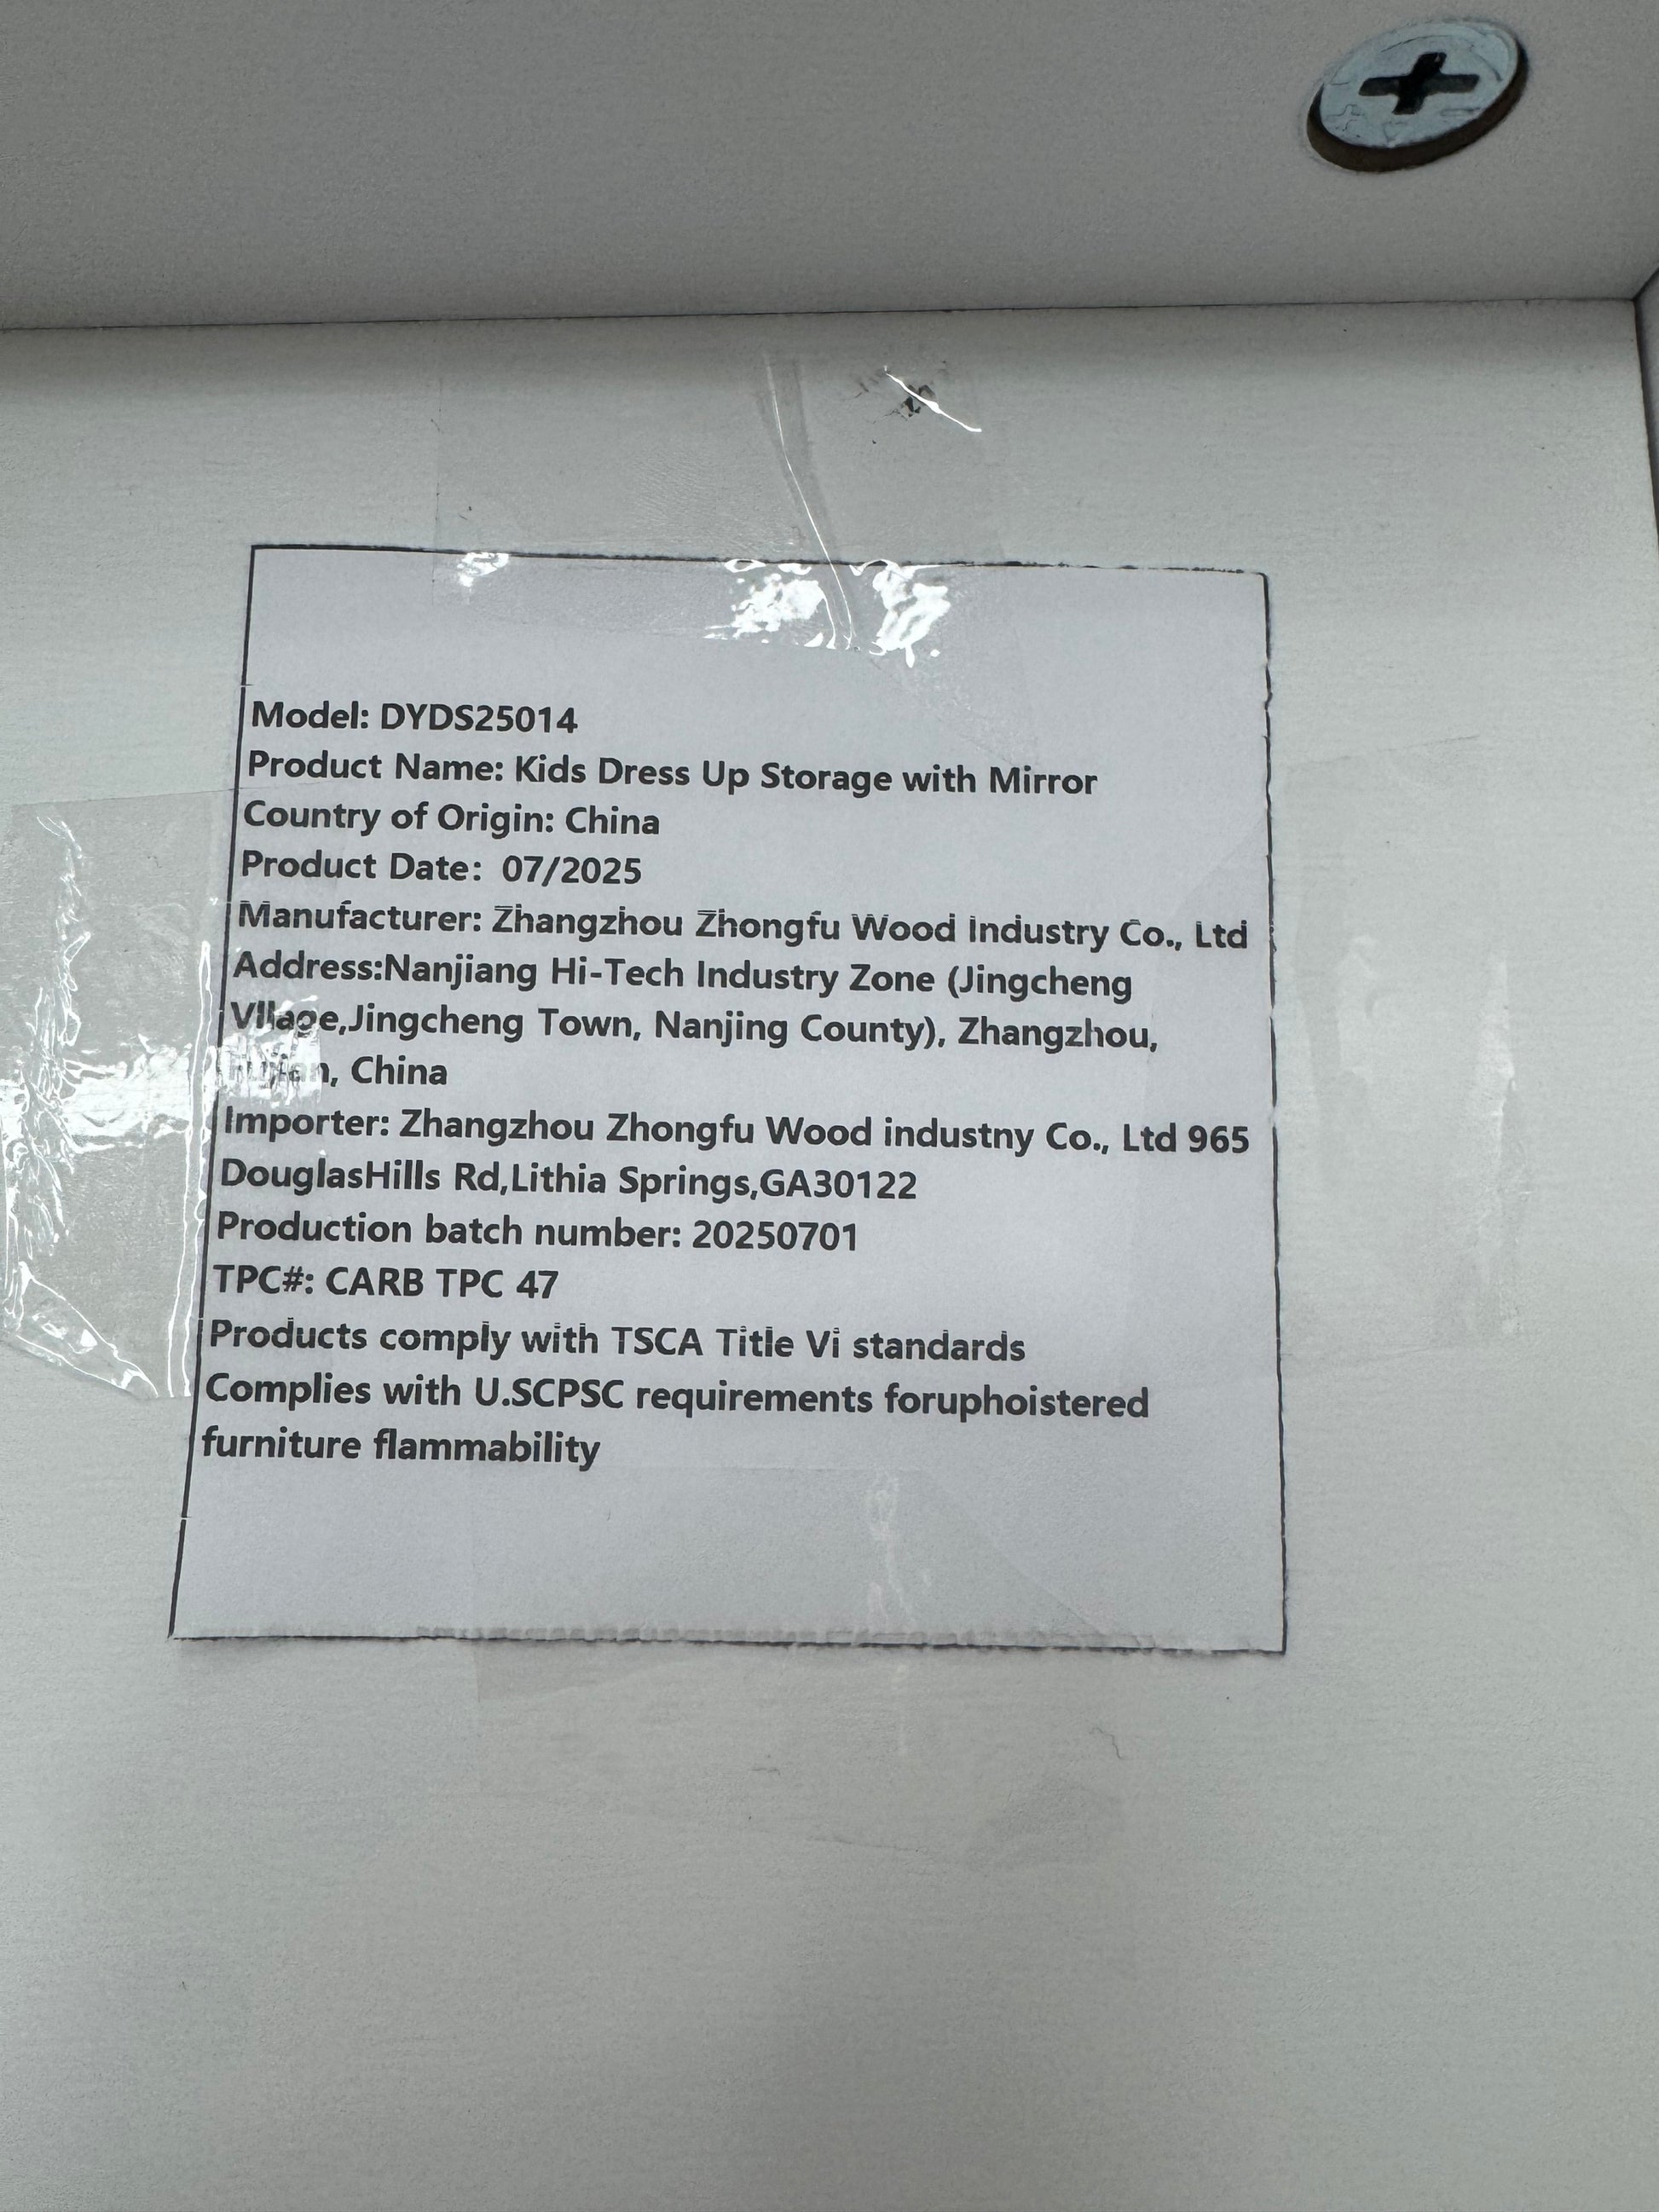 Model: DYDS25014
Product Name: Kids Dress Up Storage with Mirror
Country of Origin: China
Product Date: 07/2025
Manufacturer: Zhangzhou Zhongfu Wood Industry Co., Ltd
Address:Nanjiang Hi-Tech Industry Zone (Jingcheng
Vllage,Jingcheng Town, Nanjing County), Zhangzhou,
China
Importer: Zhangzhou Zhongfu Wood industny Co., Ltd 965
DouglasHills Rd,Lithia Springs,GA30122
Production batch number: 20250701
TPC#: CARB TPC 47
Products comply with TSCA Title Vi standards
Complies with U.SCPSC requirements foruphoistered
furniture flammability